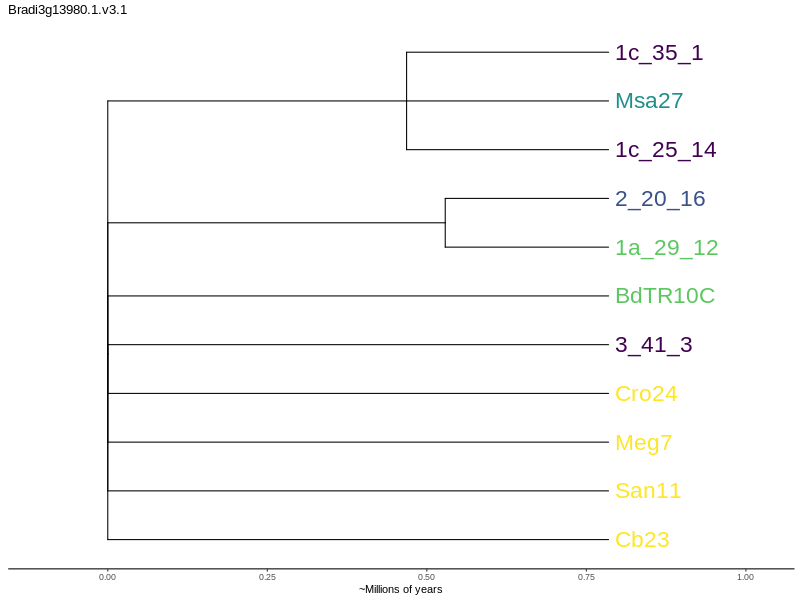 Bradi3g13980.1.v3.1
1c_35_1
Msa27
1c_25_14
2_20_16
1a_29_12
BdTR10C
3_41_3
Cro24
Meg7
San11
Cb23
0.00 0.25 0.50 0.75 1.00
~Millions of years